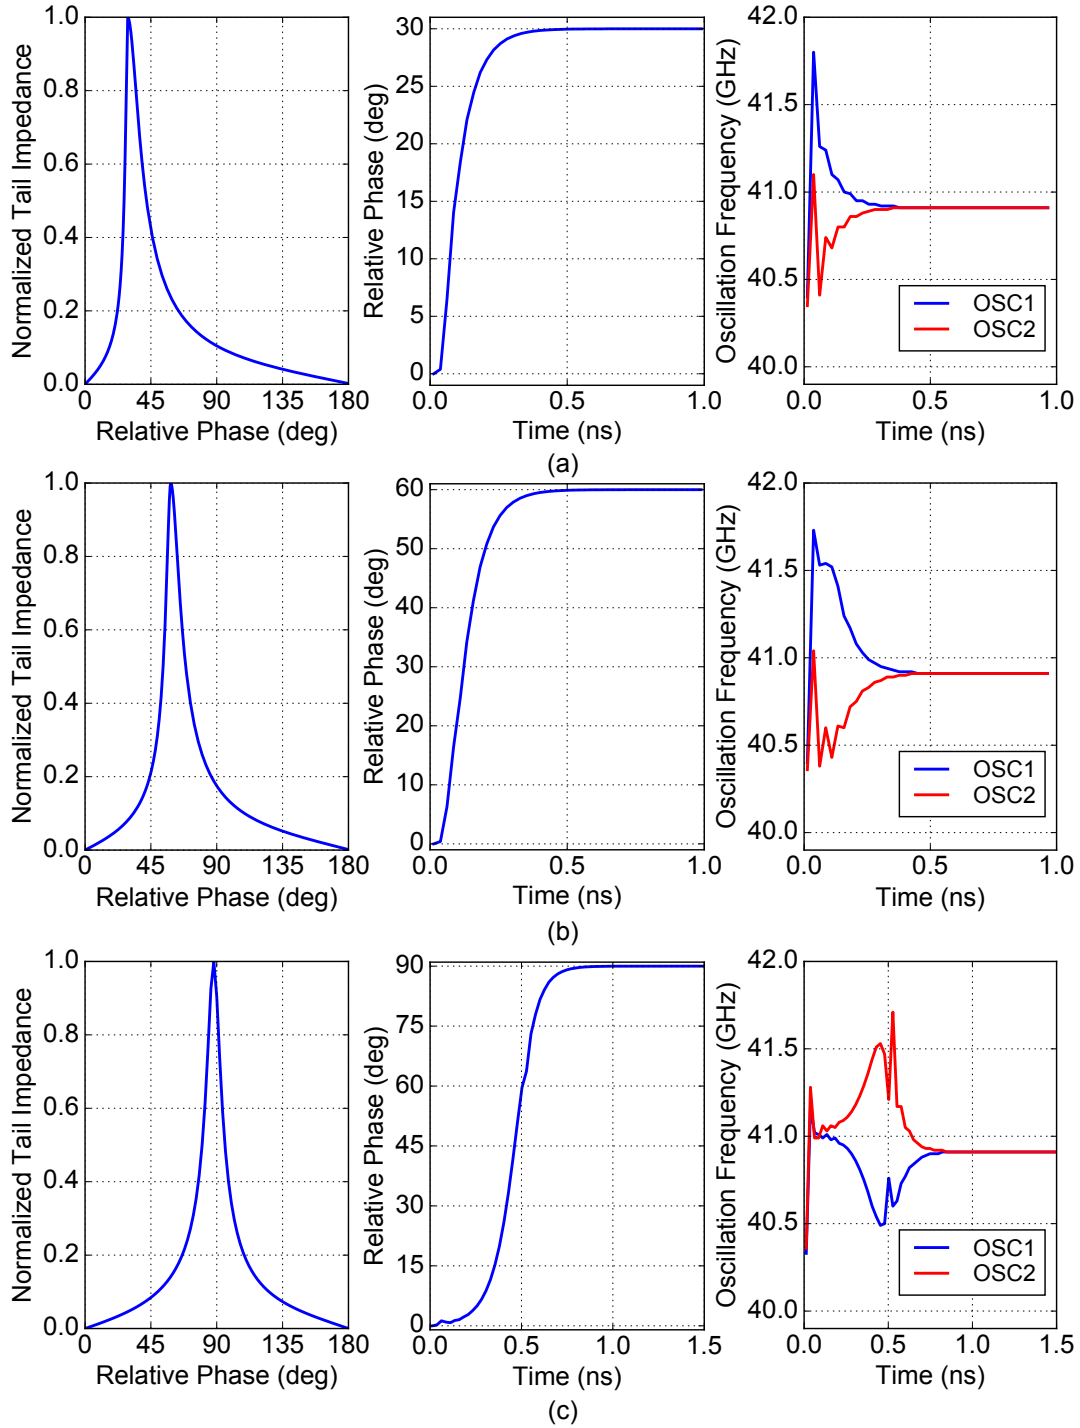 Normalized Tail Impedance
1.0
0.8
0.6
0.4
0.2
0.0
0 45 90 135 180
Relative Phase (deg)
Relative Phase (deg)
30
25
20
15
10
5
0
0.0 0.5 1.0
Time (ns)
Oscillation Frequency (GHz)
42.0
41.5
41.0
40.5
40.0
OSC1
OSC2
0.0 0.5 1.0
Time (ns)
(a)
Normalized Tail Impedance
1.0
0.8
0.6
0.4
0.2
0.0
0 45 90 135 180
Relative Phase (deg)
Relative Phase (deg)
60
50
40
30
20
10
0
0.0 0.5 1.0
Time (ns)
Oscillation Frequency (GHz)
42.0
41.5
41.0
40.5
40.0
OSC1
OSC2
0.0 0.5 1.0
Time (ns)
(b)
Normalized Tail Impedance
1.0
0.8
0.6
0.4
0.2
0.0
0 45 90 135 180
Relative Phase (deg)
Relative Phase (deg)
90
75
60
45
30
15
0
0.0 0.5 1.0 1.5
Time (ns)
Oscillation Frequency (GHz)
42.0
41.5
41.0
40.5
40.0
OSC1
OSC2
0.0 0.5 1.0 1.5
Time (ns)
(c)